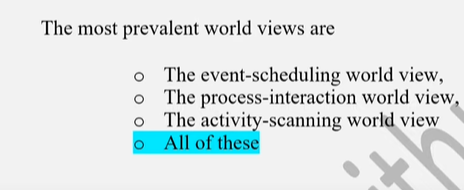 The most prevalent world views are
o The event-scheduling world view,
o The process-interaction world view,
o The activity-scanning world view
o All of these